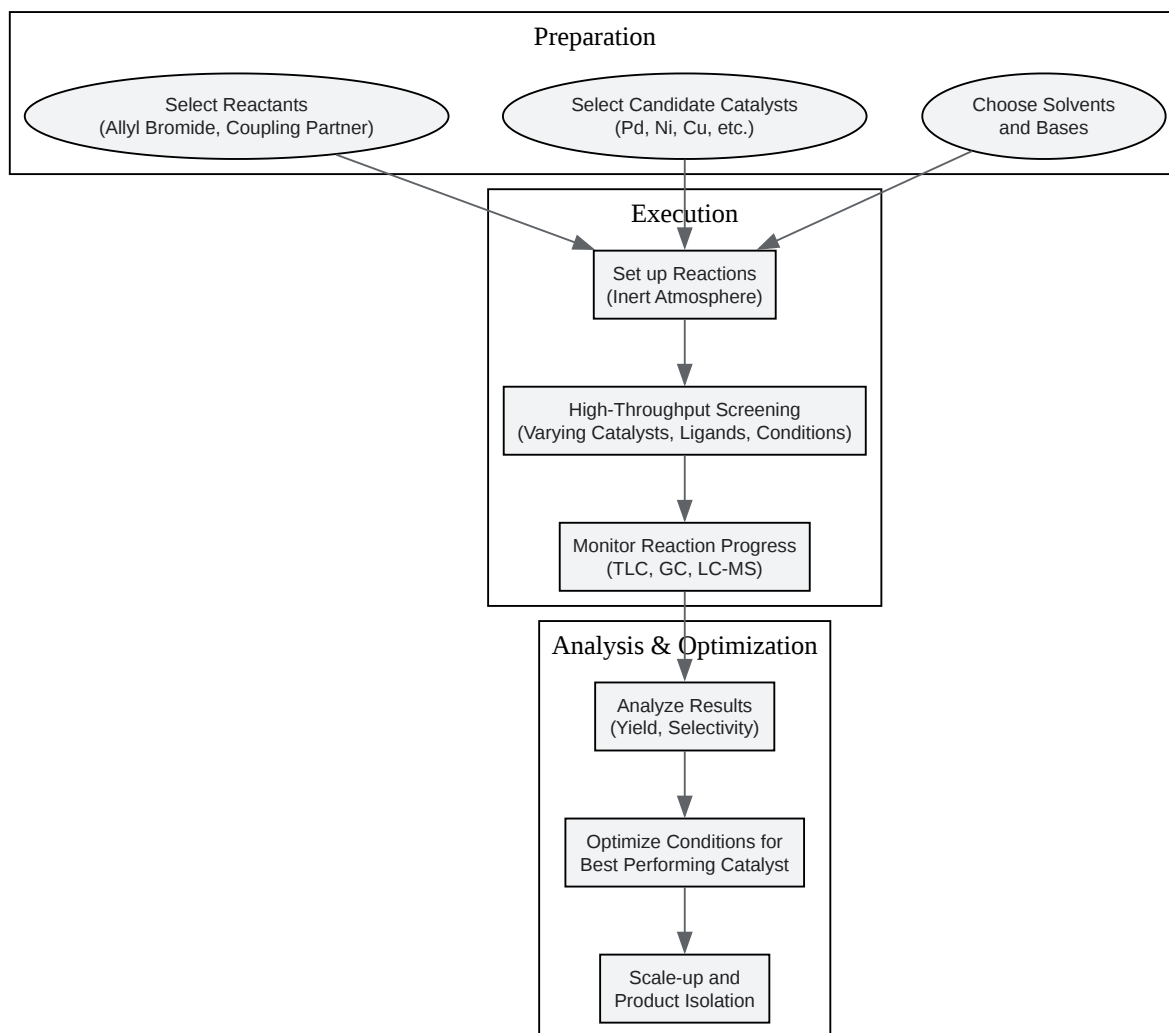 Preparation
Select Reactants
(Allyl Bromide, Coupling Partner)
Select Candidate Catalysts
(Pd, Ni, Cu, etc.)
Choose Solvents
and Bases
Execution
Set up Reactions
(Inert Atmosphere)
High-Throughput Screening
(Varying Catalysts, Ligands, Conditions)
Monitor Reaction Progress
(TLC, GC, LC-MS)
Analysis & Optimization
Analyze Results
(Yield, Selectivity)
Optimize Conditions for
Best Performing Catalyst
Scale-up and
Product Isolation